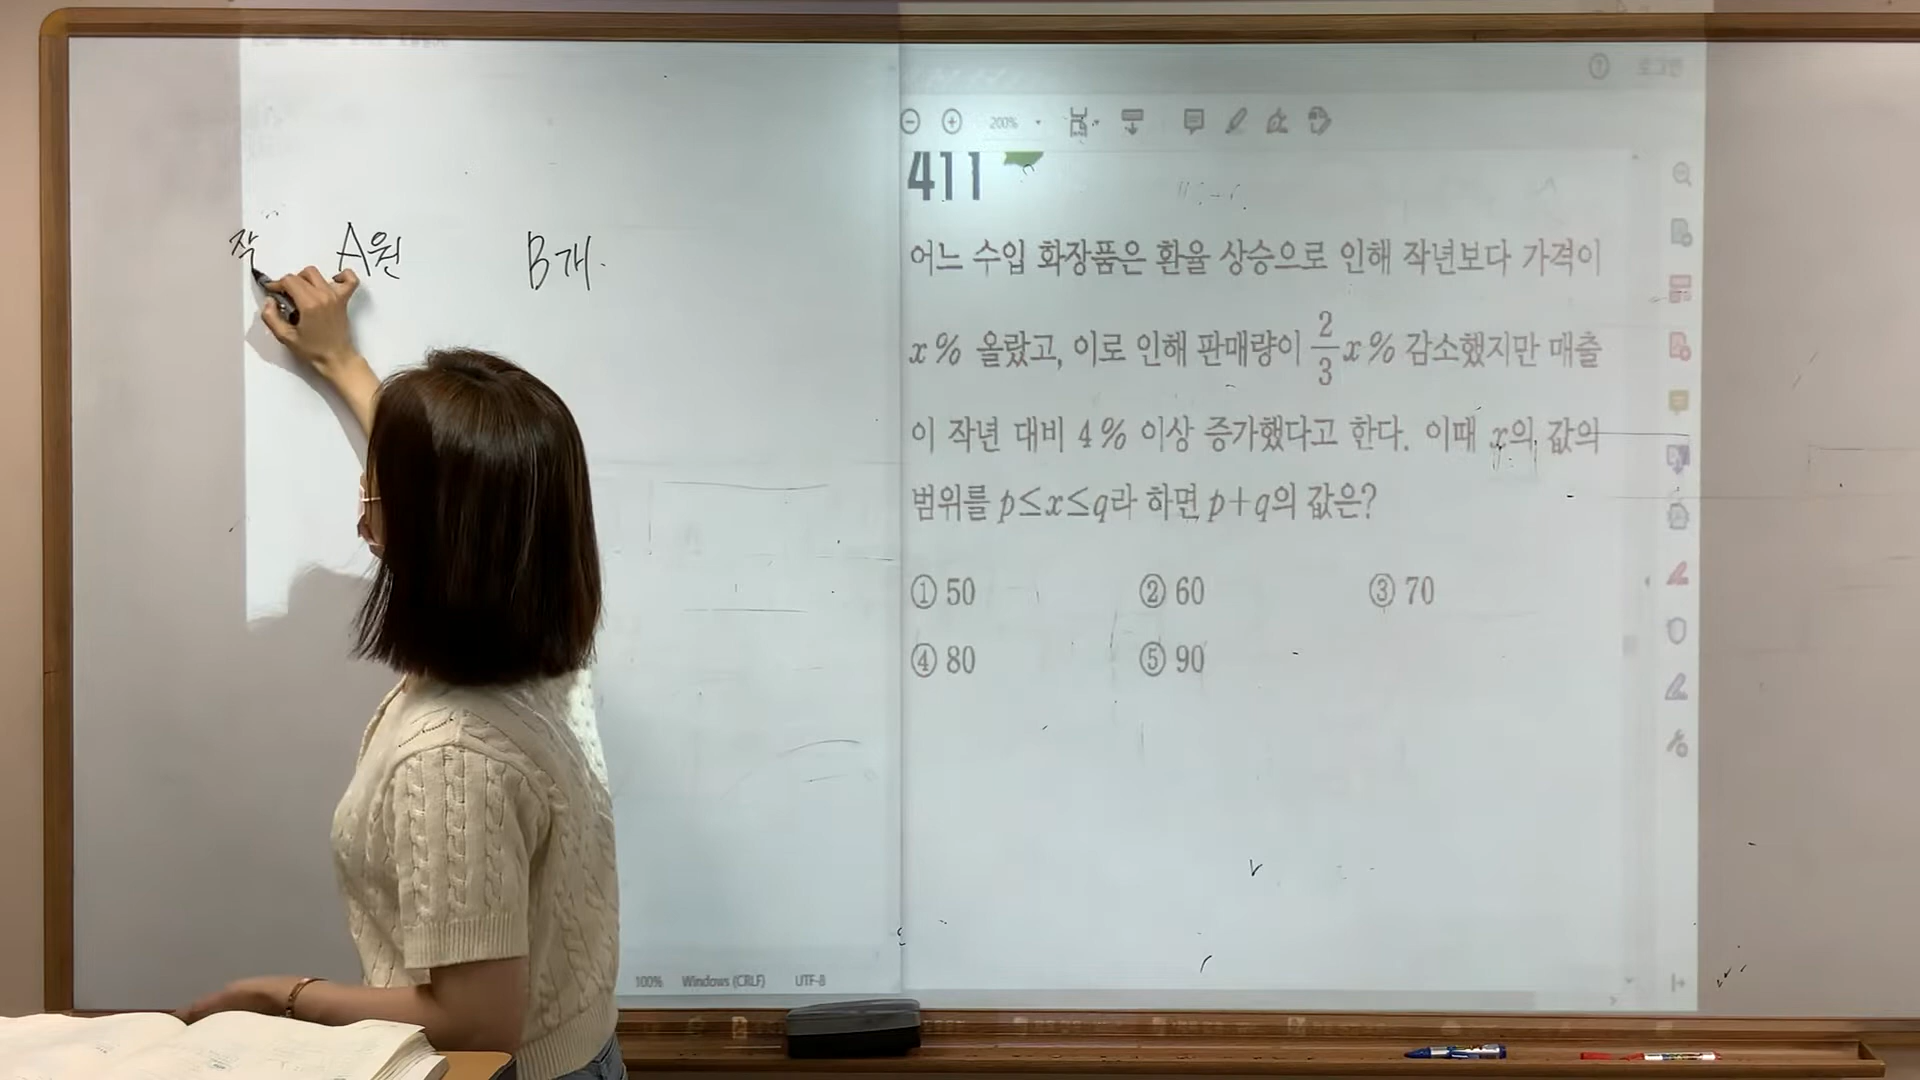 200%
411
어느 수입 화장품은 환율 상승으로 인해 작년보다 가격이
x% 올랐고, 이로 인해 판매량이 2/3 x% 감소했지만 매출
이 작년 대비 4% 이상 증가했다고 한다. 이때 x의 값의
범위를 p≤x≤q라 하면 p+q의 값은?
① 50 ② 60 ③ 70
④ 80 ⑤ 90
작 A원 B개
100% Windows (CRLF) UTF-8